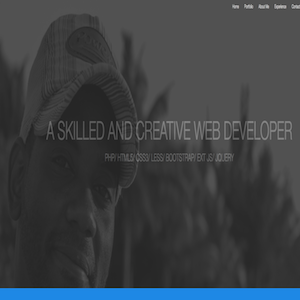 Home Portfolio About Me Experience Contact
A SKILLED AND CREATIVE WEB DEVELOPER
PHP/ HTML5/ CSS3/ LESS/ BOOTSTRAP/ EXT JS/ JQUERY